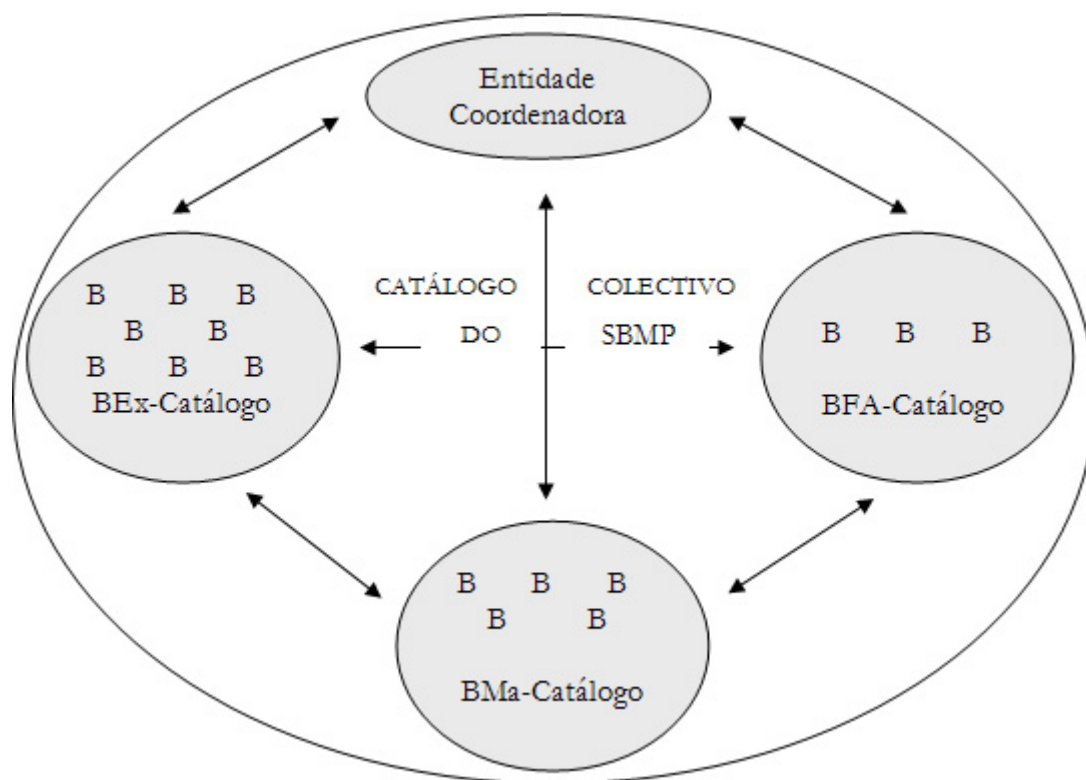 Entidade
Coordenadora
CATÁLOGO COLECTIVO
DO SBMP
B B B
B B
B B B
BEx-Catálogo
B B B
BFA-Catálogo
B B B
B B
BMa-Catálogo